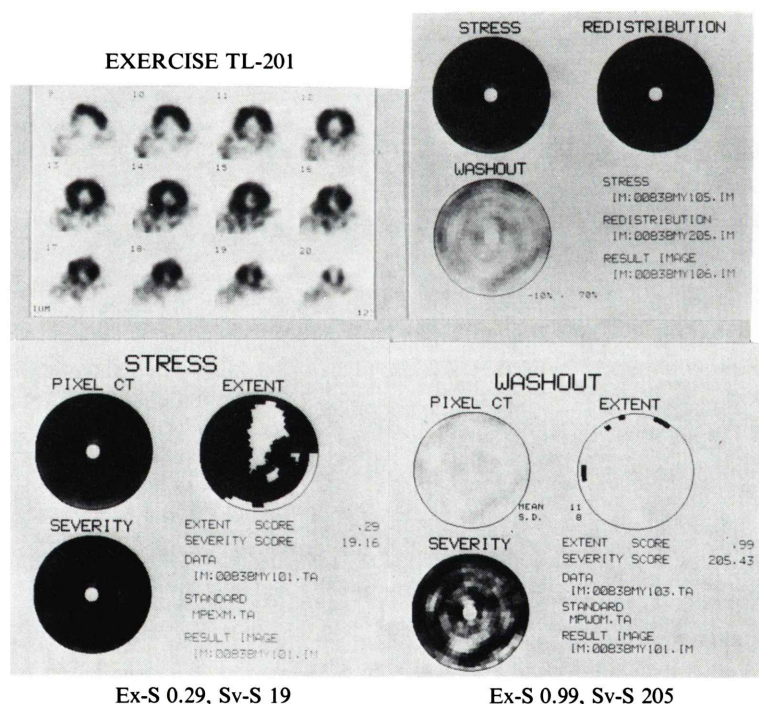 EXERCISE TL-201
9 10 11 12
13 14 15 16
17 18 19 20
1UM 12
STRESS REDISTRIBUTION
WASHOUT
STRESS
IM:00838MY105.IM
REDISTRIBUTION
IM:00838MY205.IM
RESULT IMAGE
IM:00838MY106.IM
-10% - 70%
STRESS
PIXEL CT EXTENT
SEVERITY
EXTENT SCORE .29
SEVERITY SCORE 19.16
DATA
IM:00838MY101.TA
STANDARD
MPEXM.TA
RESULT IMAGE
IM:00838MY101.IM
WASHOUT
PIXEL CT EXTENT
MEAN 11
S.D. 8
SEVERITY
EXTENT SCORE .99
SEVERITY SCORE 205.43
DATA
IM:00838MY103.TA
STANDARD
MPWOM.TA
RESULT IMAGE
IM:00838MY101.IM
Ex-S 0.29, Sv-S 19
Ex-S 0.99, Sv-S 205